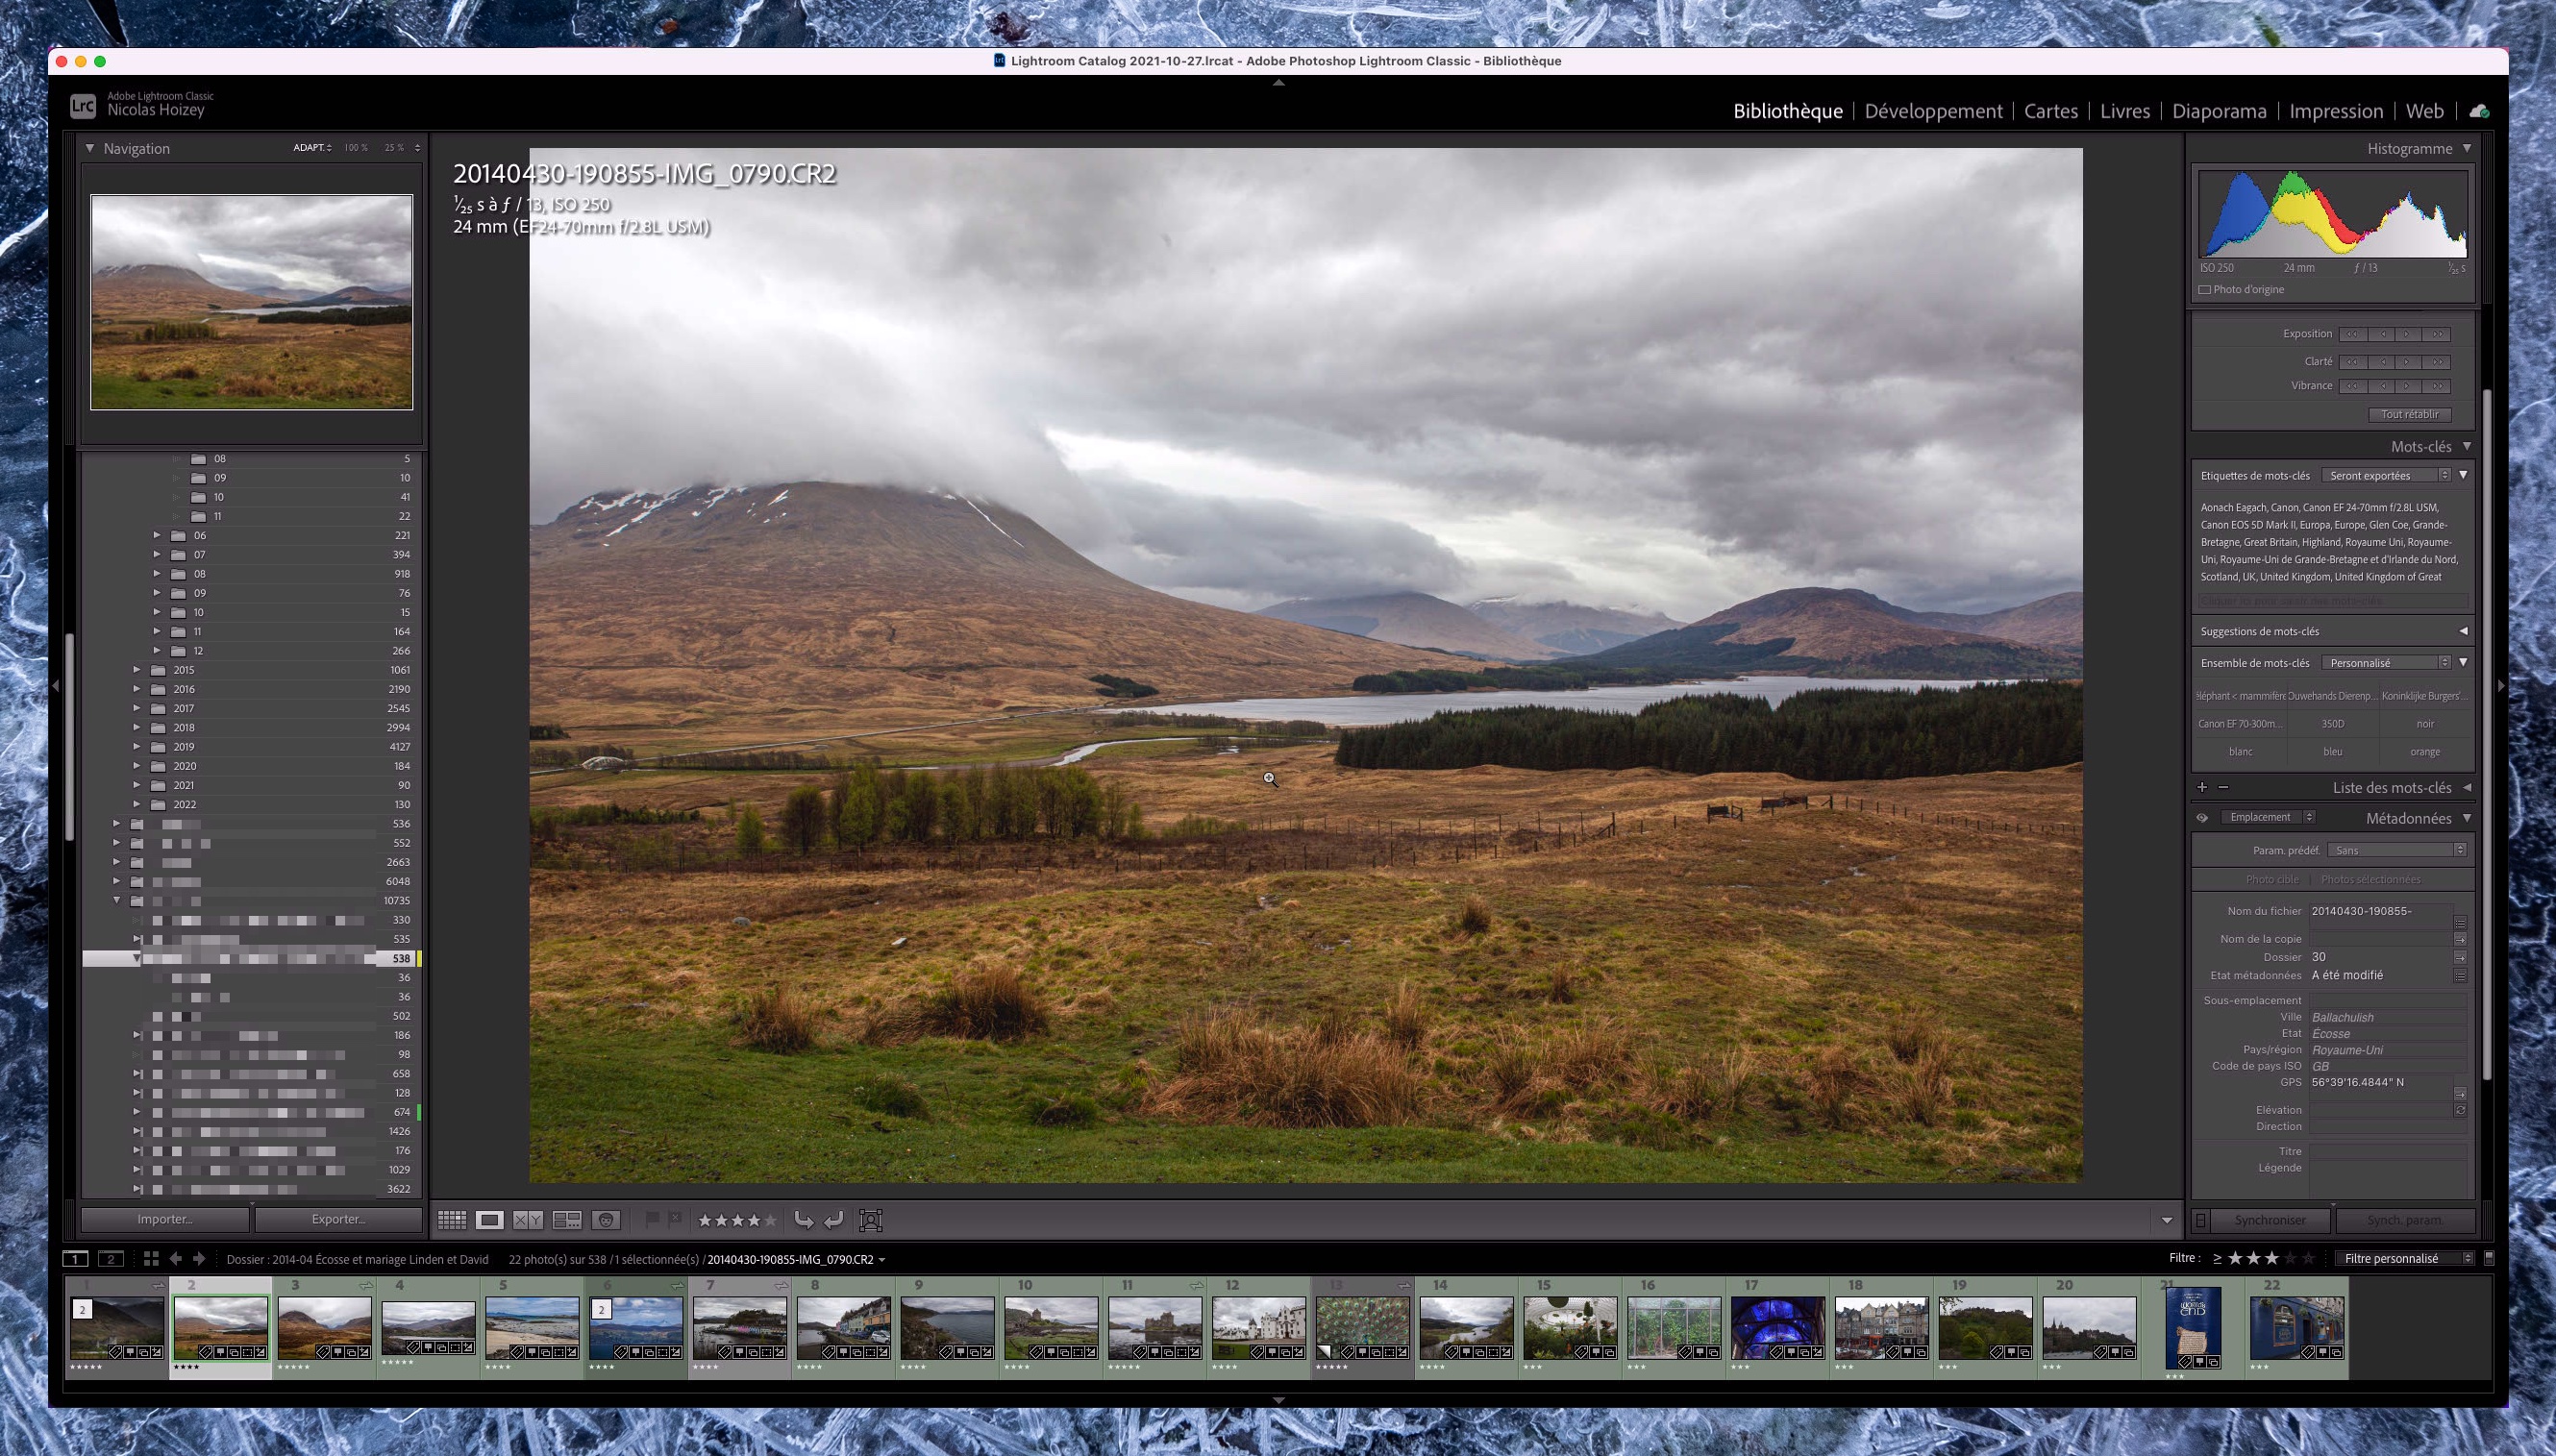 Lightroom Catalog 2021-10-27.lrcat - Adobe Photoshop Lightroom Classic - Bibliothèque
LrC
Adobe Lightroom Classic
Nicolas Hoizey
Bibliothèque | Développement | Cartes | Livres | Diaporama | Impression | Web
Navigation
ADAPT. 100 % 25 %
08 5
09 10
10 41
11 22
06 221
07 394
08 918
09 76
10 15
11 164
12 266
2015 1061
2016 2190
2017 2545
2018 2994
2019 4127
2020 184
2021 90
2022 130
536
552
2663
6048
10735
330
535
538
36
36
502
186
98
658
128
674
1426
176
1029
3622
Importer...
Exporter...
20140430-190855-IMG_0790.CR2
1/25 s à ƒ / 13, ISO 250
24 mm (EF24-70mm f/2.8L USM)
Histogramme
ISO 250 24 mm ƒ / 13 1/25 s
Photo d'origine
Exposition
Clarté
Vibrance
Tout rétablir
Mots-clés
Etiquettes de mots-clés Seront exportées
Aonach Eagach, Canon, Canon EF 24-70mm f/2.8L USM,
Canon EOS 5D Mark II, Europa, Europe, Glen Coe, Grande-
Bretagne, Great Britain, Highland, Royaume Uni, Royaume-
Uni, Royaume-Uni de Grande-Bretagne et d'Irlande du Nord,
Scotland, UK, United Kingdom, United Kingdom of Great
Suggestions de mots-clés
Ensemble de mots-clés Personnalisé
éléphant < mammifère Ouwehands Dierenp... Koninklijke Burgers'...
Canon EF 70-300m... 350D noir
blanc bleu orange
Liste des mots-clés
Emplacement Métadonnées
Param. prédéf. Sans
Photo cible Photos sélectionnées
Nom du fichier 20140430-190855-
Nom de la copie
Dossier 30
Etat métadonnées A été modifié
Sous-emplacement
Ville Ballachulish
Etat Écosse
Pays/région Royaume-Uni
Code de pays ISO GB
GPS 56°39'16.4844" N
Elévation
Direction
Titre
Légende
Synchroniser
Synch. param.
1 2 Dossier : 2014-04 Écosse et mariage Linden et David 22 photo(s) sur 538 /1 sélectionnée(s) /20140430-190855-IMG_0790.CR2
Filtre : ≥ Filtre personnalisé
1 2 3 4 5 6 7 8 9 10 11 12 13 14 15 16 17 18 19 20 21 22
2
2
END